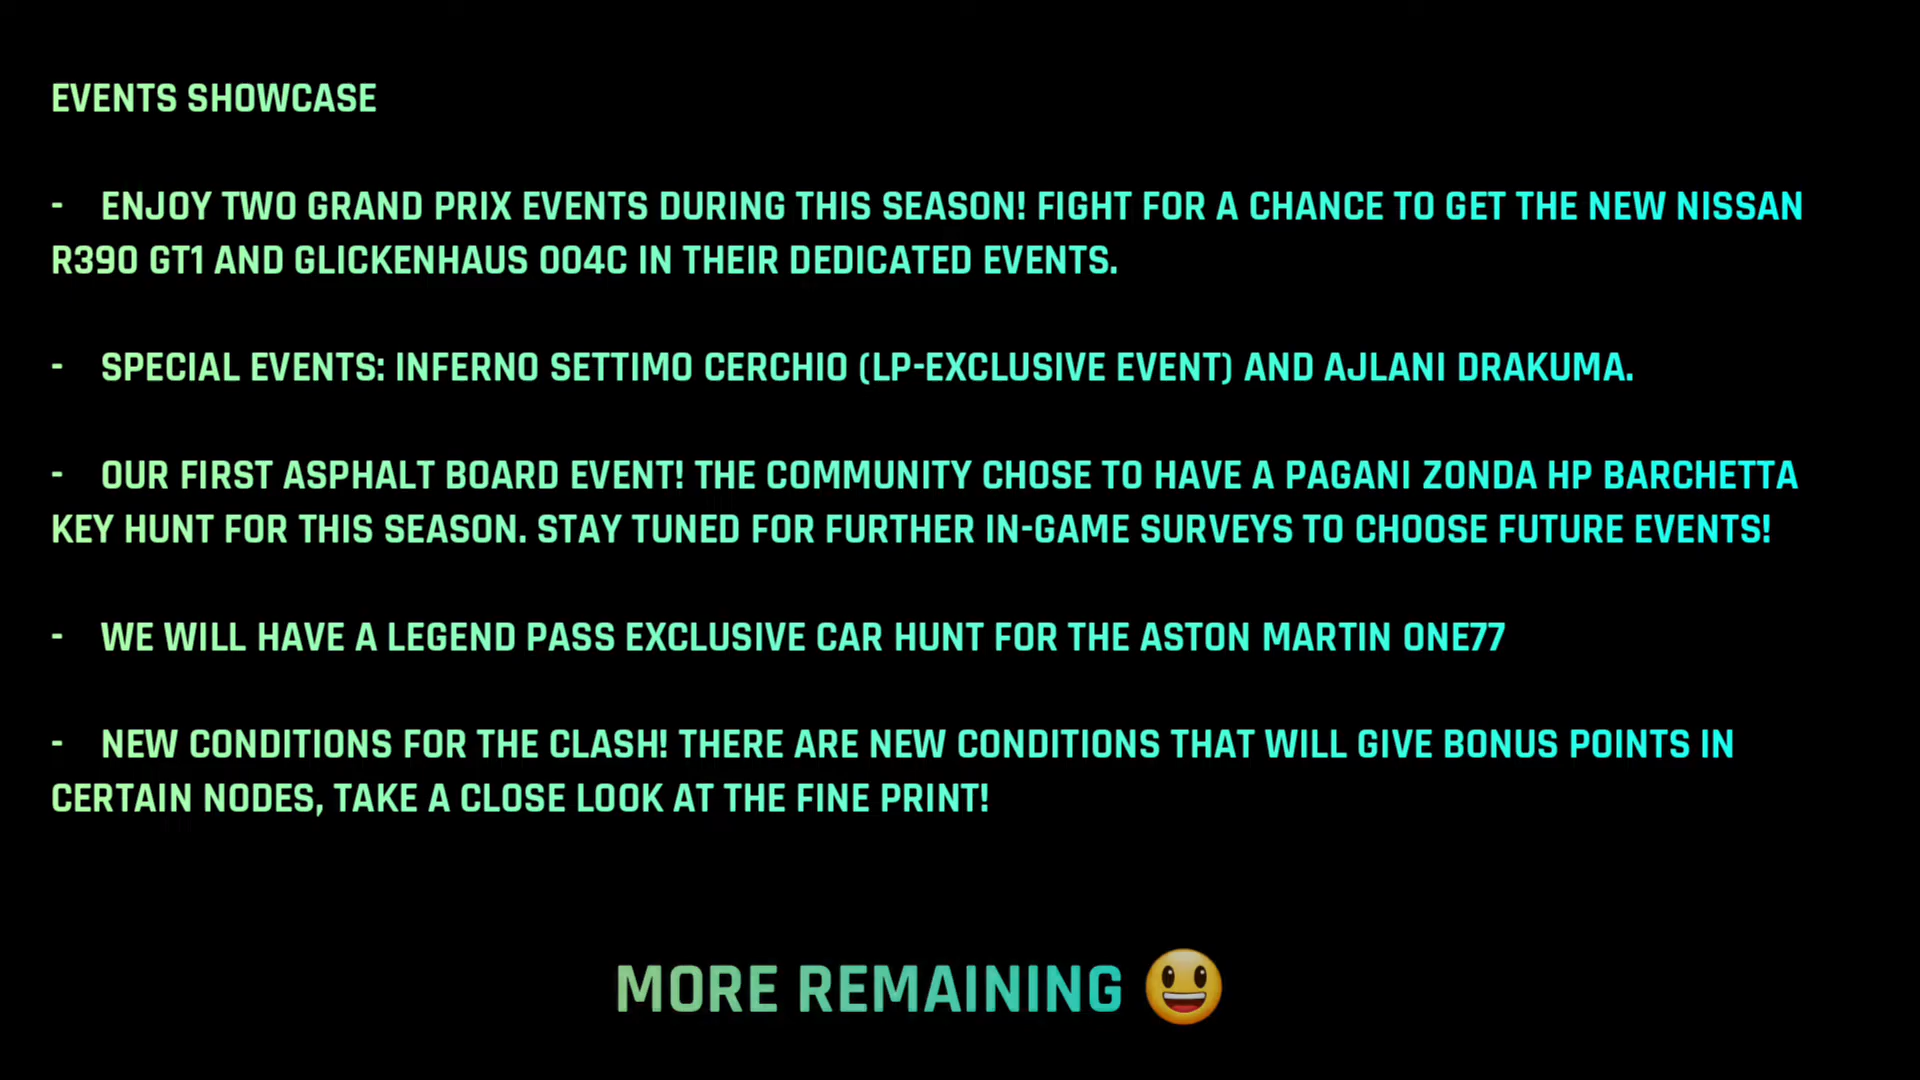 EVENTS SHOWCASE
- ENJOY TWO GRAND PRIX EVENTS DURING THIS SEASON! FIGHT FOR A CHANCE TO GET THE NEW NISSAN
R390 GT1 AND GLICKENHAUS 004C IN THEIR DEDICATED EVENTS.
- SPECIAL EVENTS: INFERNO SETTIMO CERCHIO (LP-EXCLUSIVE EVENT) AND AJLANI DRAKUMA.
- OUR FIRST ASPHALT BOARD EVENT! THE COMMUNITY CHOSE TO HAVE A PAGANI ZONDA HP BARCHETTA
KEY HUNT FOR THIS SEASON. STAY TUNED FOR FURTHER IN-GAME SURVEYS TO CHOOSE FUTURE EVENTS!
- WE WILL HAVE A LEGEND PASS EXCLUSIVE CAR HUNT FOR THE ASTON MARTIN ONE77
- NEW CONDITIONS FOR THE CLASH! THERE ARE NEW CONDITIONS THAT WILL GIVE BONUS POINTS IN
CERTAIN NODES, TAKE A CLOSE LOOK AT THE FINE PRINT!
MORE REMAINING 😃